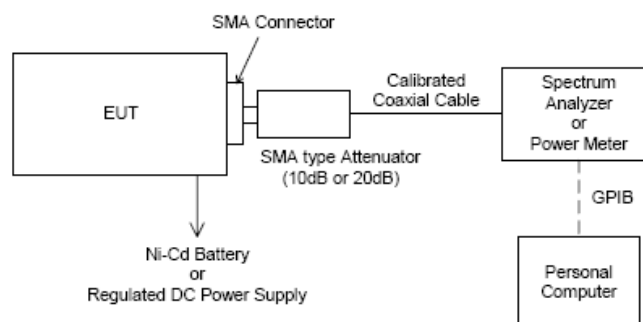 SMA Connector
EUT
SMA type Attenuator
(10dB or 20dB)
Calibrated
Coaxial Cable
Spectrum
Analyzer
or
Power Meter
GPIB
Ni-Cd Battery
or
Regulated DC Power Supply
Personal
Computer